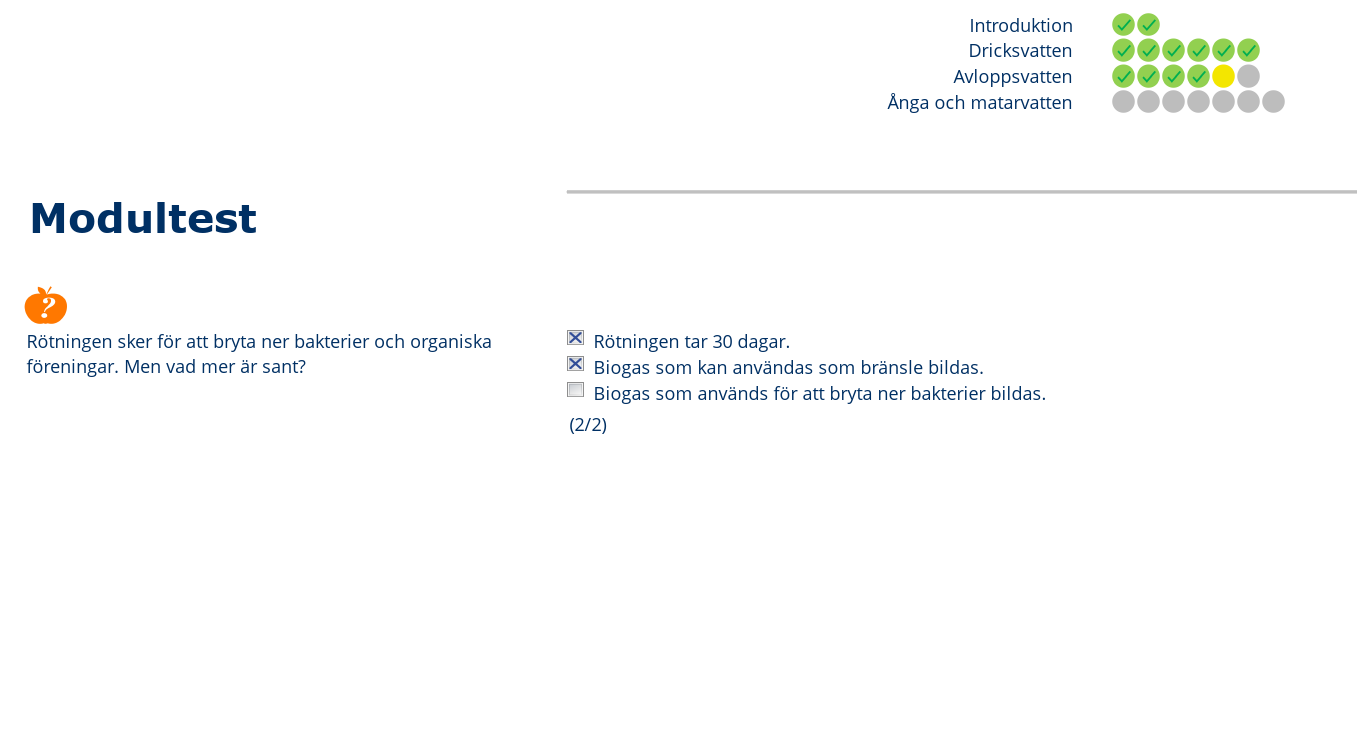 Introduktion
Dricksvatten
Avloppsvatten
Ånga och matarvatten
Modultest
?
Rötningen sker för att bryta ner bakterier och organiska
föreningar. Men vad mer är sant?
Rötningen tar 30 dagar.
Biogas som kan användas som bränsle bildas.
Biogas som används för att bryta ner bakterier bildas.
(2/2)